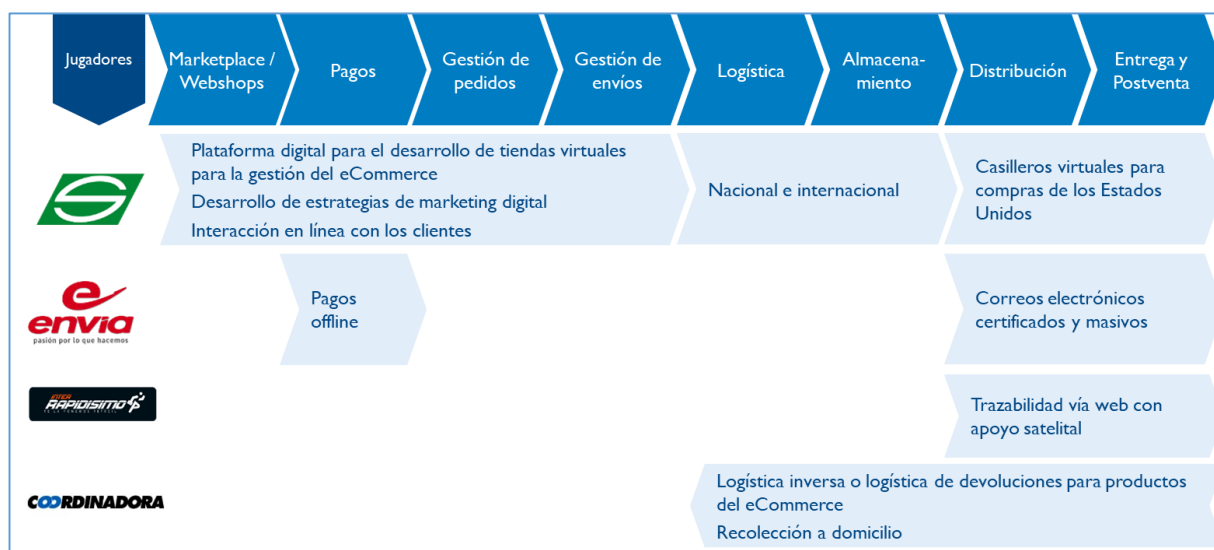 Jugadores
Marketplace /
Webshops
Pagos
Gestión de
pedidos
Gestión de
envíos
Logística
Almacena-
miento
Distribución
Entrega y
Postventa
Plataforma digital para el desarrollo de tiendas virtuales
para la gestión del eCommerce
Desarrollo de estrategias de marketing digital
Interacción en línea con los clientes
Nacional e internacional
Casilleros virtuales para
compras de los Estados
Unidos
envía
pasión por lo que hacemos
Pagos
offline
Correos electrónicos
certificados y masivos
INTER
RAPIDISIMO
Trazabilidad vía web con
apoyo satelital
COORDINADORA
Logística inversa o logística de devoluciones para productos
del eCommerce
Recolección a domicilio